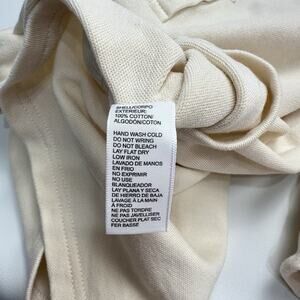 SHELL/CORPO
EXTERIEUR:
100% COTTON/
ALGODÓN/COTON
HAND WASH COLD
DO NOT WRING
DO NOT BLEACH
LAY FLAT DRY
LOW IRON
LAVADO DE MANOS
EN FRIO
NO EXPRIMIR
NO USE
BLANQUEADOR
LAY PLANA Y SECA
DE HIERRO DE BAJAS
LAVAGE À LA MAIN
À FROID
NE PAS TORDRE
NE PAS JAVELLISER
COUCHER PLAT SEC
FER BASSE